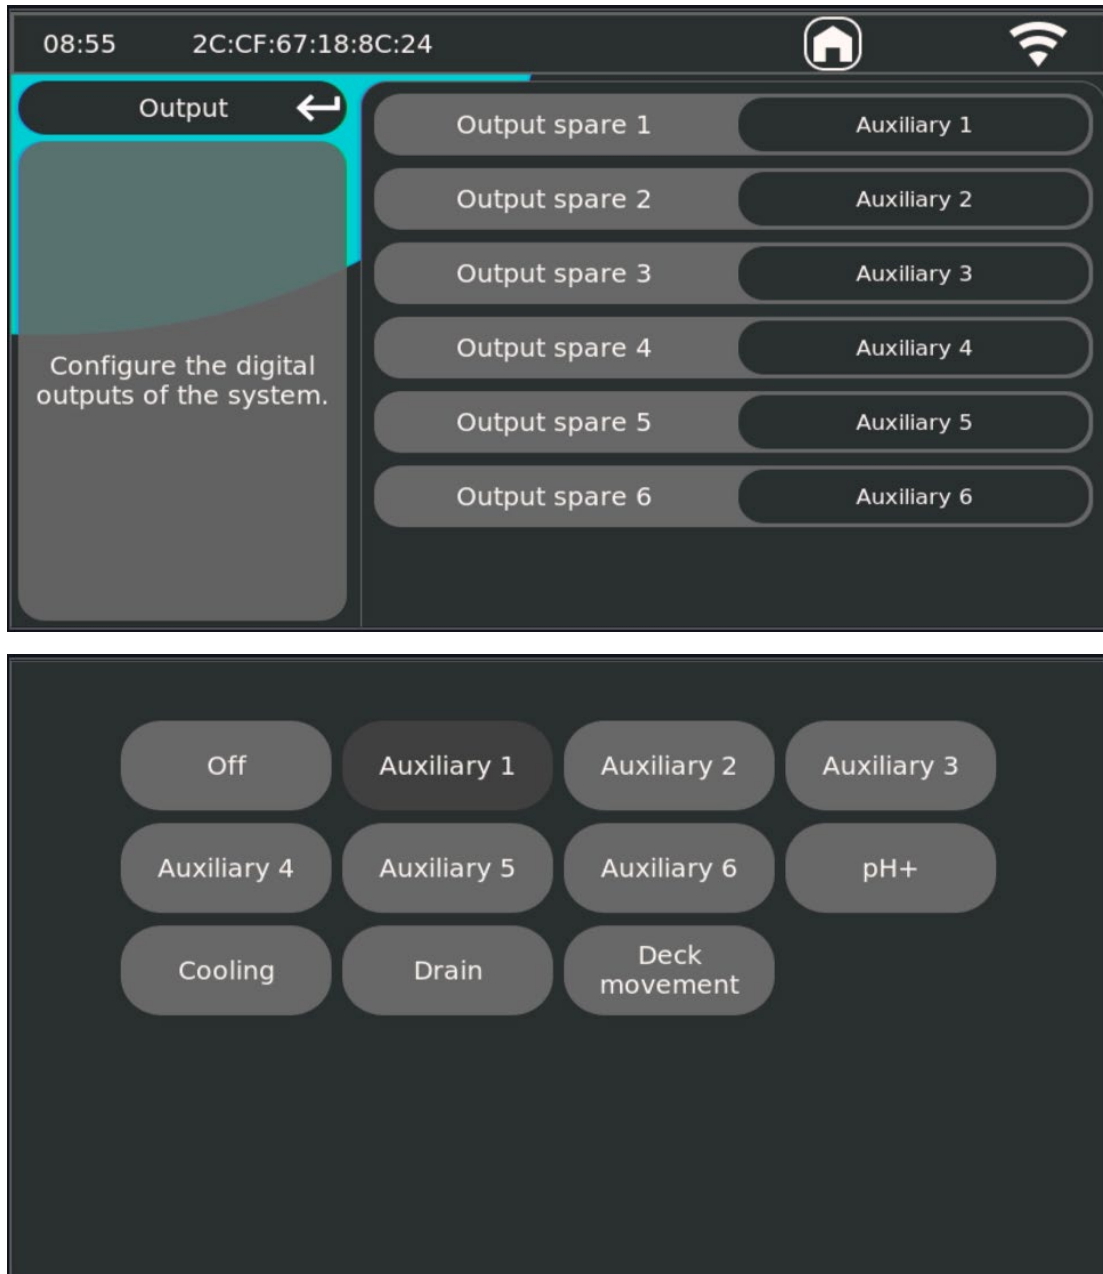 08:55 2C:CF:67:18:8C:24
Output
Configure the digital
outputs of the system.
Output spare 1 Auxiliary 1
Output spare 2 Auxiliary 2
Output spare 3 Auxiliary 3
Output spare 4 Auxiliary 4
Output spare 5 Auxiliary 5
Output spare 6 Auxiliary 6
Off Auxiliary 1 Auxiliary 2 Auxiliary 3
Auxiliary 4 Auxiliary 5 Auxiliary 6 pH+
Cooling Drain Deck
movement